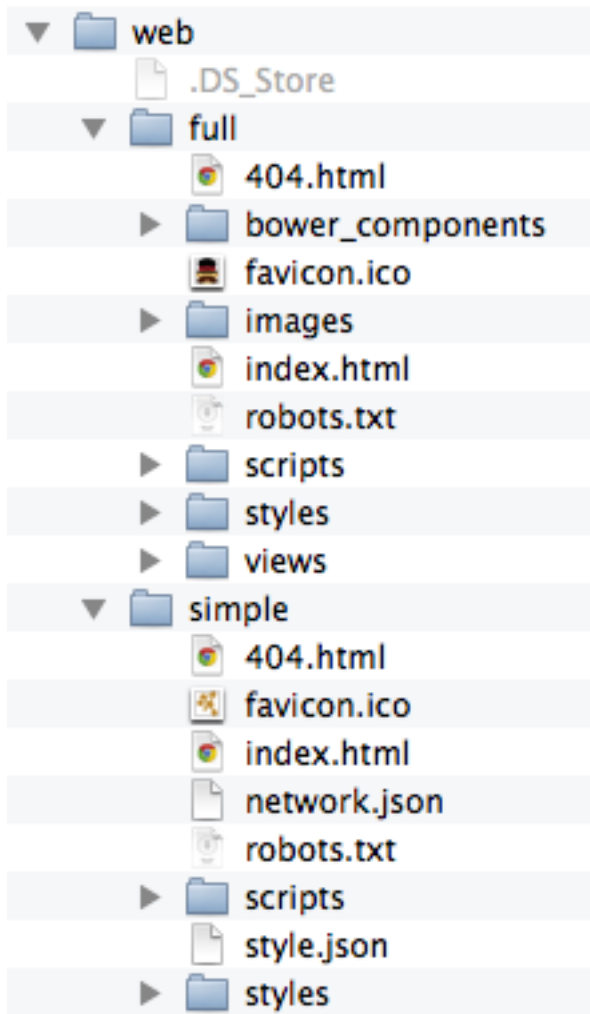 web
.DS_Store
full
404.html
bower_components
favicon.ico
images
index.html
robots.txt
scripts
styles
views
simple
404.html
favicon.ico
index.html
network.json
robots.txt
scripts
style.json
styles